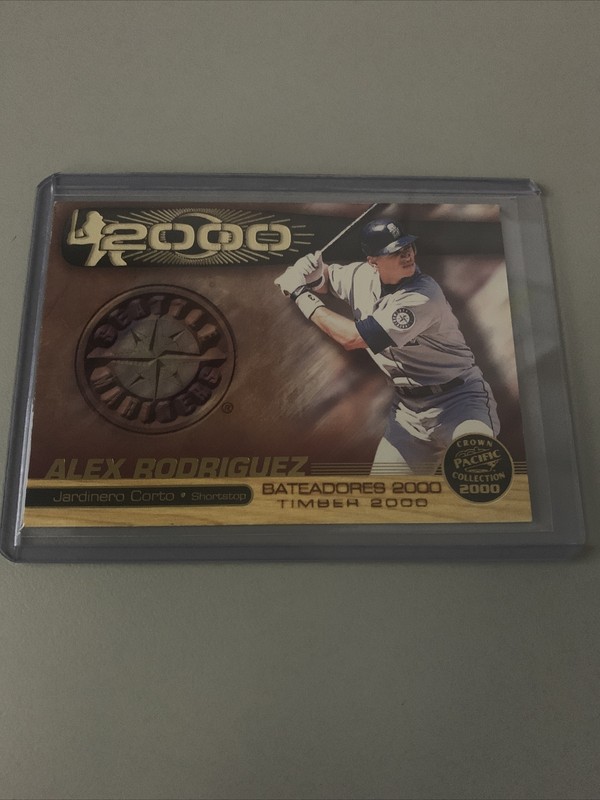 2000
SEATTLE
MARINERS
®
ALEX RODRIGUEZ
Jardinero Corto • Shortstop
BATEADORES 2000
TIMBER 2000
CROWN
PACIFIC
COLLECTION
2000